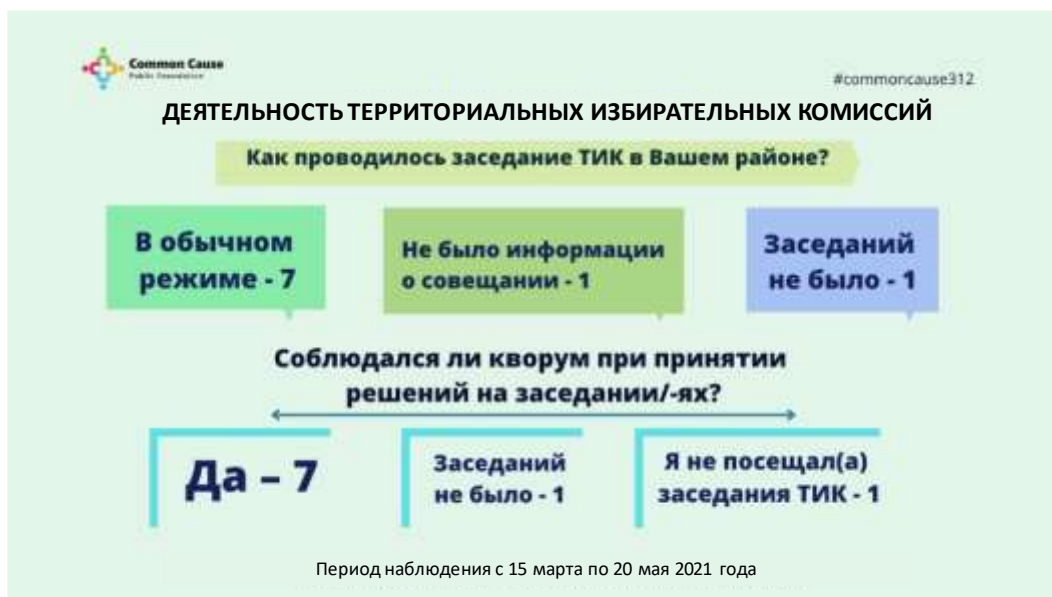 Common Cause
Public Foundation
#commoncause312
ДЕЯТЕЛЬНОСТЬ ТЕРРИТОРИАЛЬНЫХ ИЗБИРАТЕЛЬНЫХ КОМИССИЙ
Как проводилось заседание ТИК в Вашем районе?
В обычном
режиме - 7
Не было информации
о совещании - 1
Заседаний
не было - 1
Соблюдался ли кворум при принятии
решений на заседании/-ях?
Да – 7
Заседаний
не было - 1
Я не посещал(а)
заседания ТИК - 1
Период наблюдения с 15 марта по 20 мая 2021 года